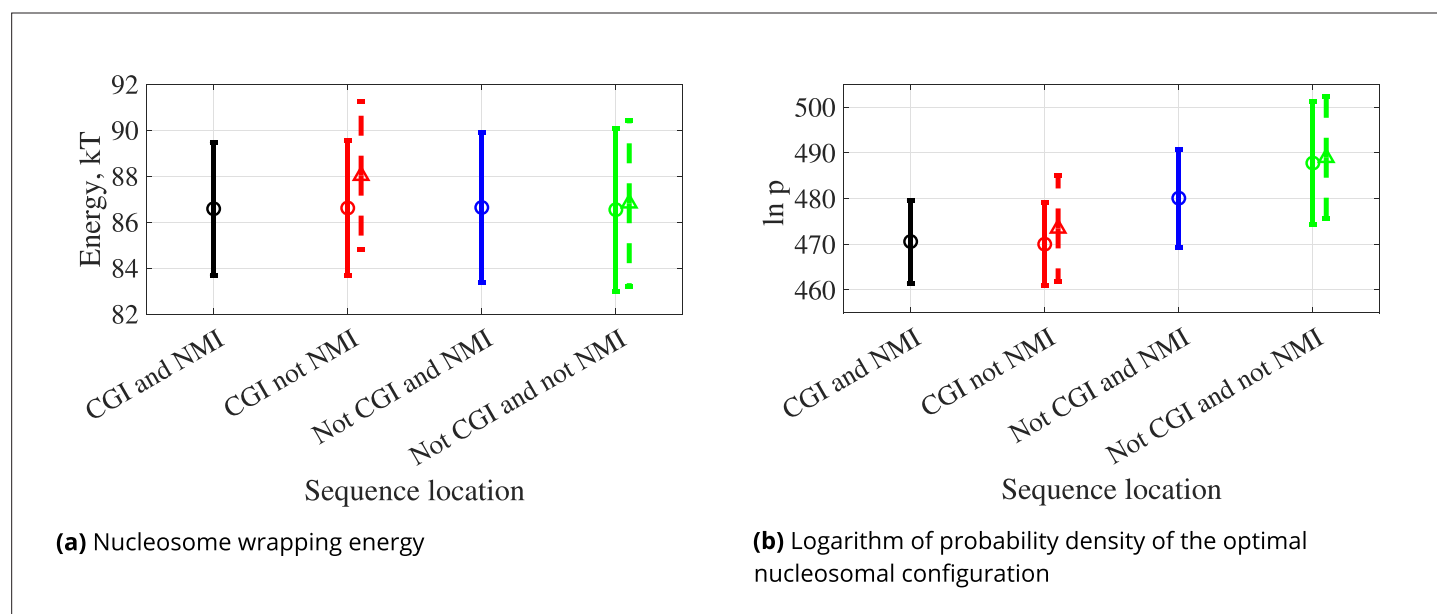 92
90
88
86
84
82
Energy, kT
CGI and NMI
CGI not NMI
Not CGI and NMI
Not CGI and not NMI
Sequence location
(a) Nucleosome wrapping energy
500
490
480
470
460
ln p
CGI and NMI
CGI not NMI
Not CGI and NMI
Not CGI and not NMI
Sequence location
(b) Logarithm of probability density of the optimal
nucleosomal configuration